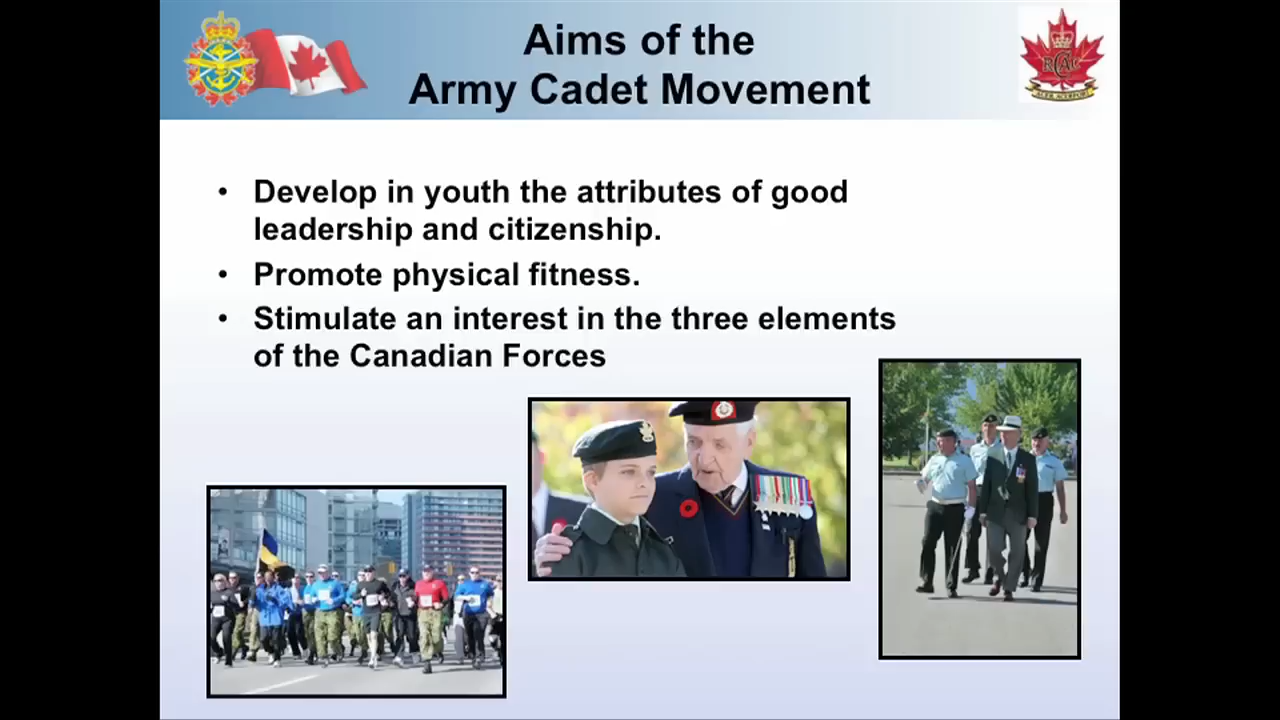 Aims of the
Army Cadet Movement
• Develop in youth the attributes of good
leadership and citizenship.
• Promote physical fitness.
• Stimulate an interest in the three elements
of the Canadian Forces